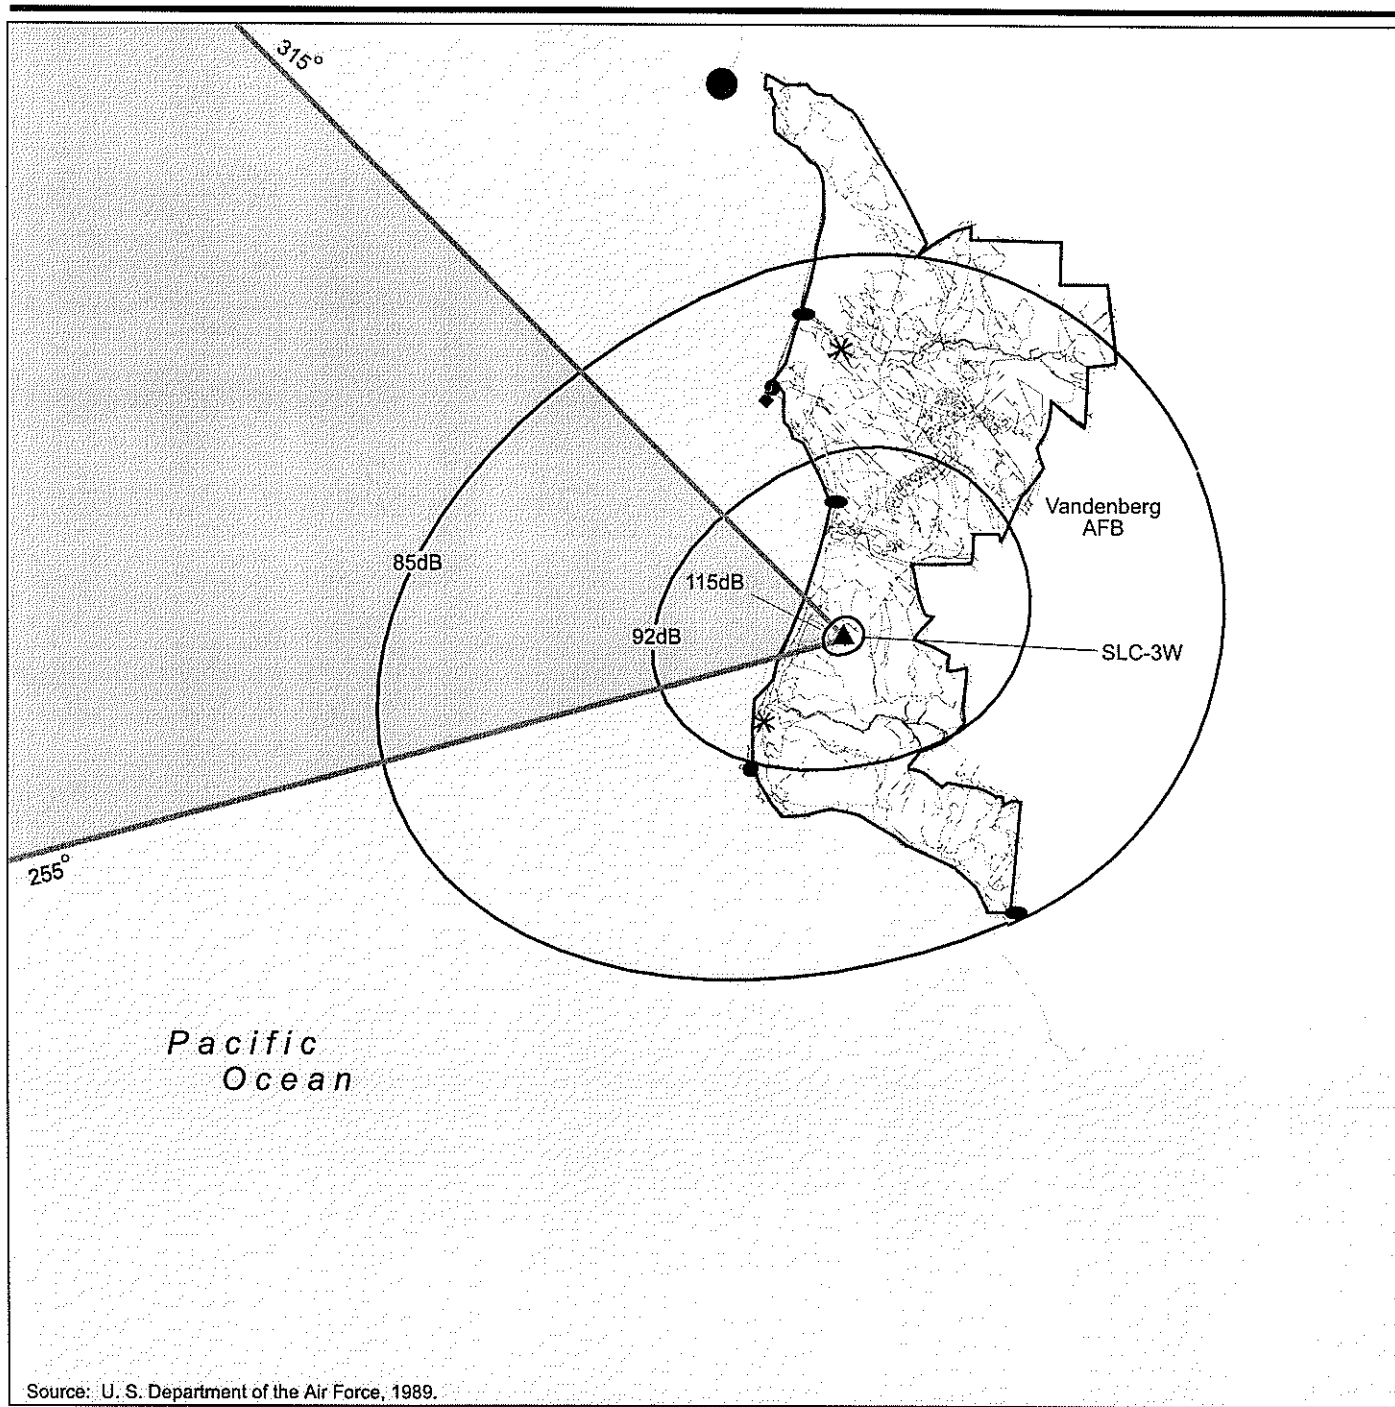 315°
Vandenberg
AFB
85dB
115dB
92dB
SLC-3W
255°
Pacific
Ocean
Source: U. S. Department of the Air Force, 1989.